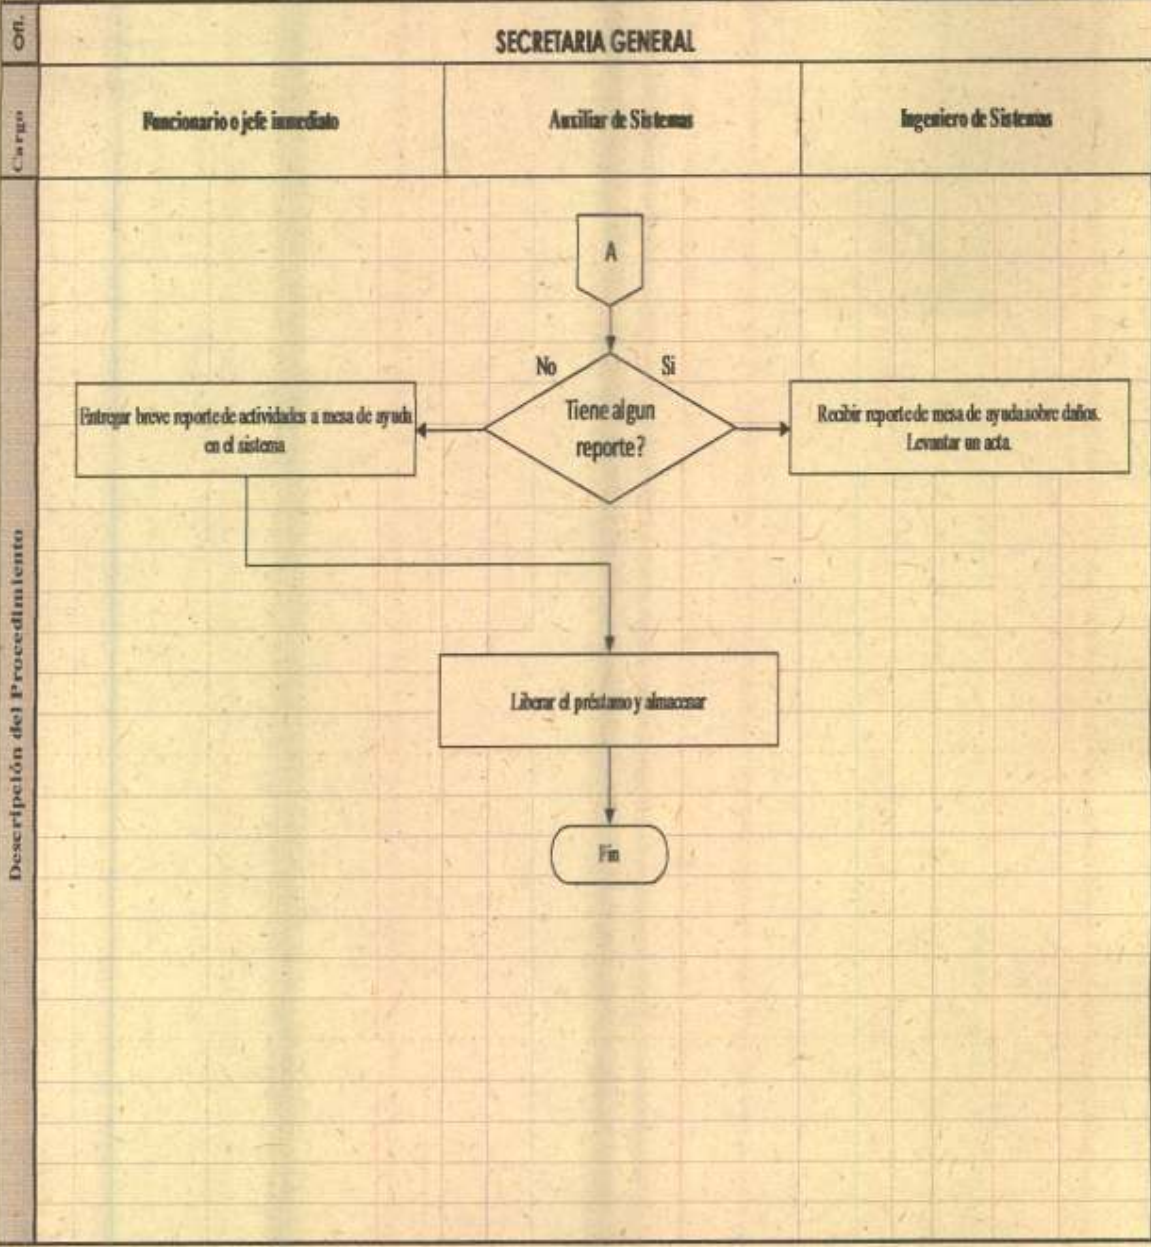 Ofi.
SECRETARIA GENERAL
Cargo
Funcionario o jefe inmediato
Auxiliar de Sistemas
Ingeniero de Sistemas
Descripción del Procedimiento
A
No
Si
Tiene algun
reporte?
Entregar breve reporte de actividades a mesa de ayuda
en el sistema
Recibir reporte de mesa de ayuda sobre daños.
Levantar un acta.
Liberar el préstamo y almacenar
Fin